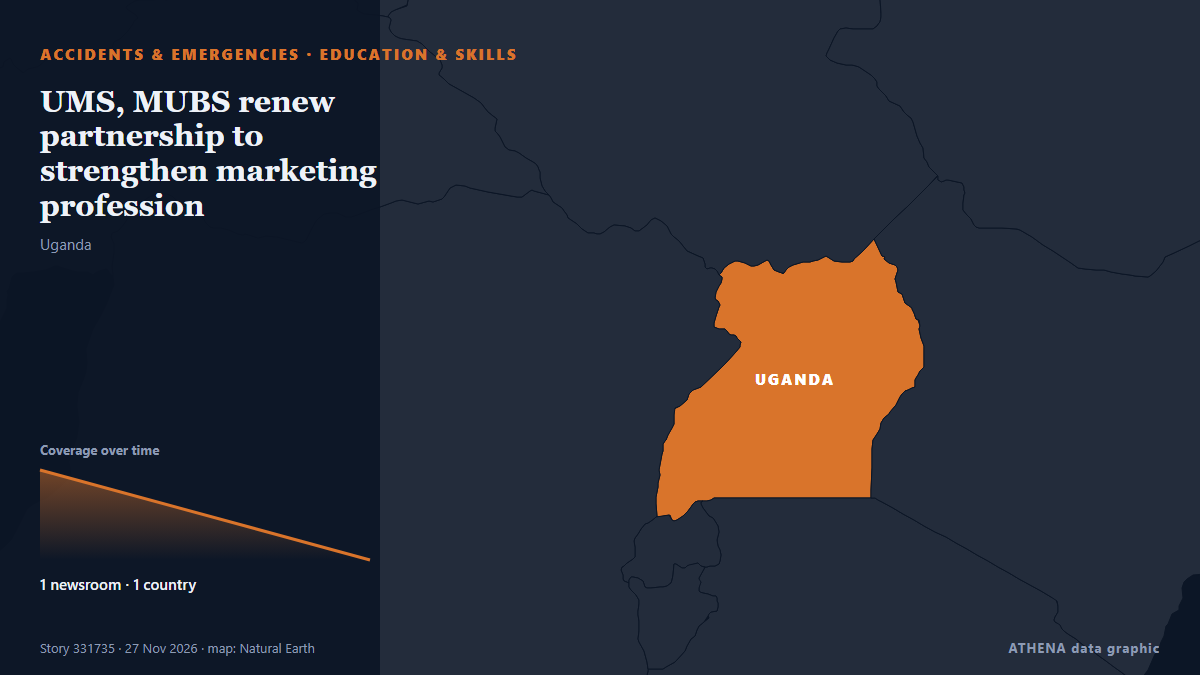 ACCIDENTS & EMERGENCIES · EDUCATION & SKILLS
UMS, MUBS renew
partnership to
strengthen marketing
profession
Uganda
UGANDA
Coverage over time
1 newsroom · 1 country
Story 331735 · 27 Nov 2026 · map: Natural Earth
ATHENA data graphic